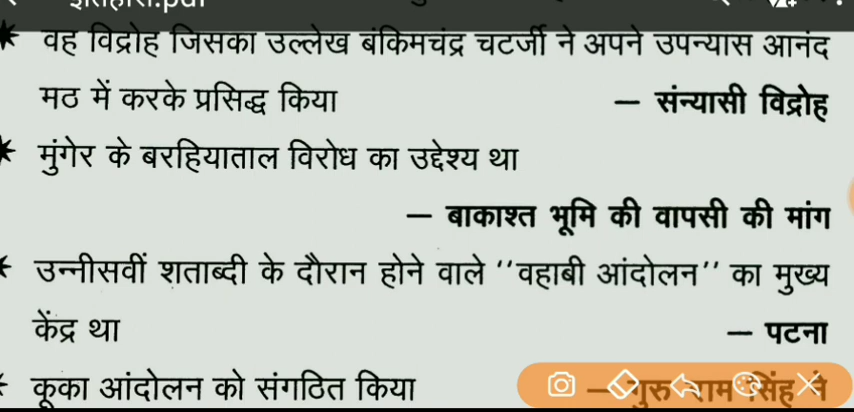 वह विद्रोह जिसका उल्लेख बंकिमचंद्र चटर्जी ने अपने उपन्यास आनंद
मठ में करके प्रसिद्ध किया — संन्यासी विद्रोह
मुंगेर के बरहियाताल विरोध का उद्देश्य था
— बाकाश्त भूमि की वापसी की मांग
उन्नीसवीं शताब्दी के दौरान होने वाले ''वहाबी आंदोलन'' का मुख्य
केंद्र था — पटना
कूका आंदोलन को संगठित किया — गुरु राम सिंह ने